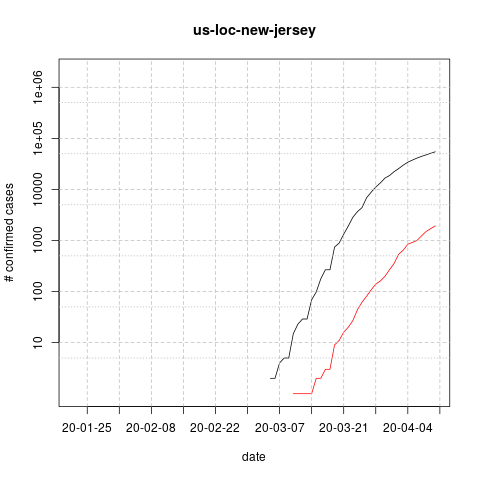 us-loc-new-jersey
# confirmed cases
1e+06
1e+05
10000
1000
100
10
20-01-25 20-02-08 20-02-22 20-03-07 20-03-21 20-04-04
date